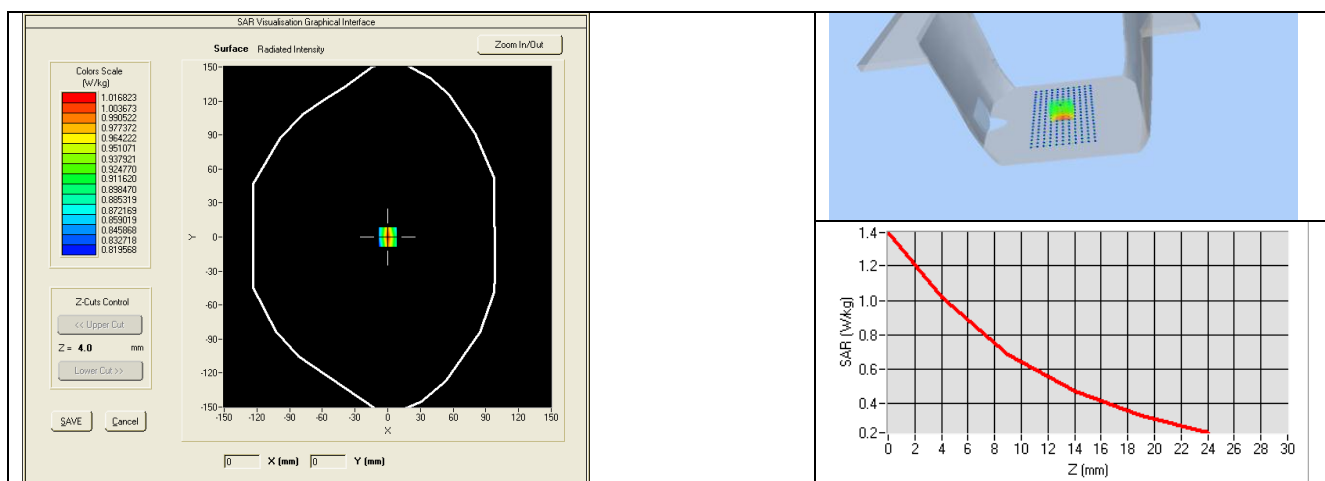 SAR Visualisation Graphical Interface
Surface Radiated Intensity
Zoom In/Out
Colors Scale
(W/kg)
1.016823
1.003673
0.990522
0.977372
0.964222
0.951071
0.937921
0.924770
0.911620
0.898470
0.885319
0.872169
0.859019
0.845868
0.832718
0.819568
Z-Cuts Control
<< Upper Cut
Z = 4.0 mm
Lower Cut >>
SAVE Cancel
150
120
90
60
30
0
-30
-60
-90
-120
-150
Y
-150 -120 -90 -60 -30 0 30 60 90 120 150
X
0 X (mm) 0 Y (mm)
1.4
1.2
1.0
0.8
0.6
0.4
0.2
SAR (W/kg)
0 2 4 6 8 10 12 14 16 18 20 22 24 26 28 30
Z (mm)